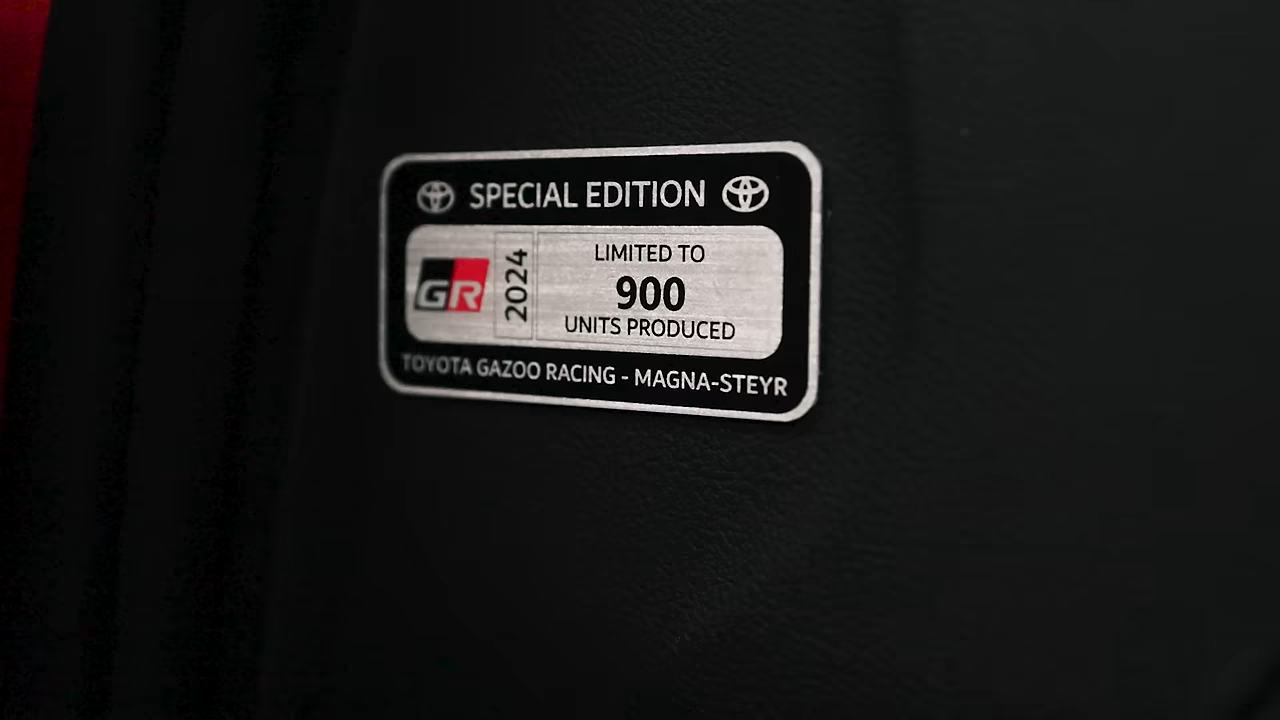 SPECIAL EDITION
GR
2024
LIMITED TO
900
UNITS PRODUCED
TOYOTA GAZOO RACING - MAGNA-STEYR